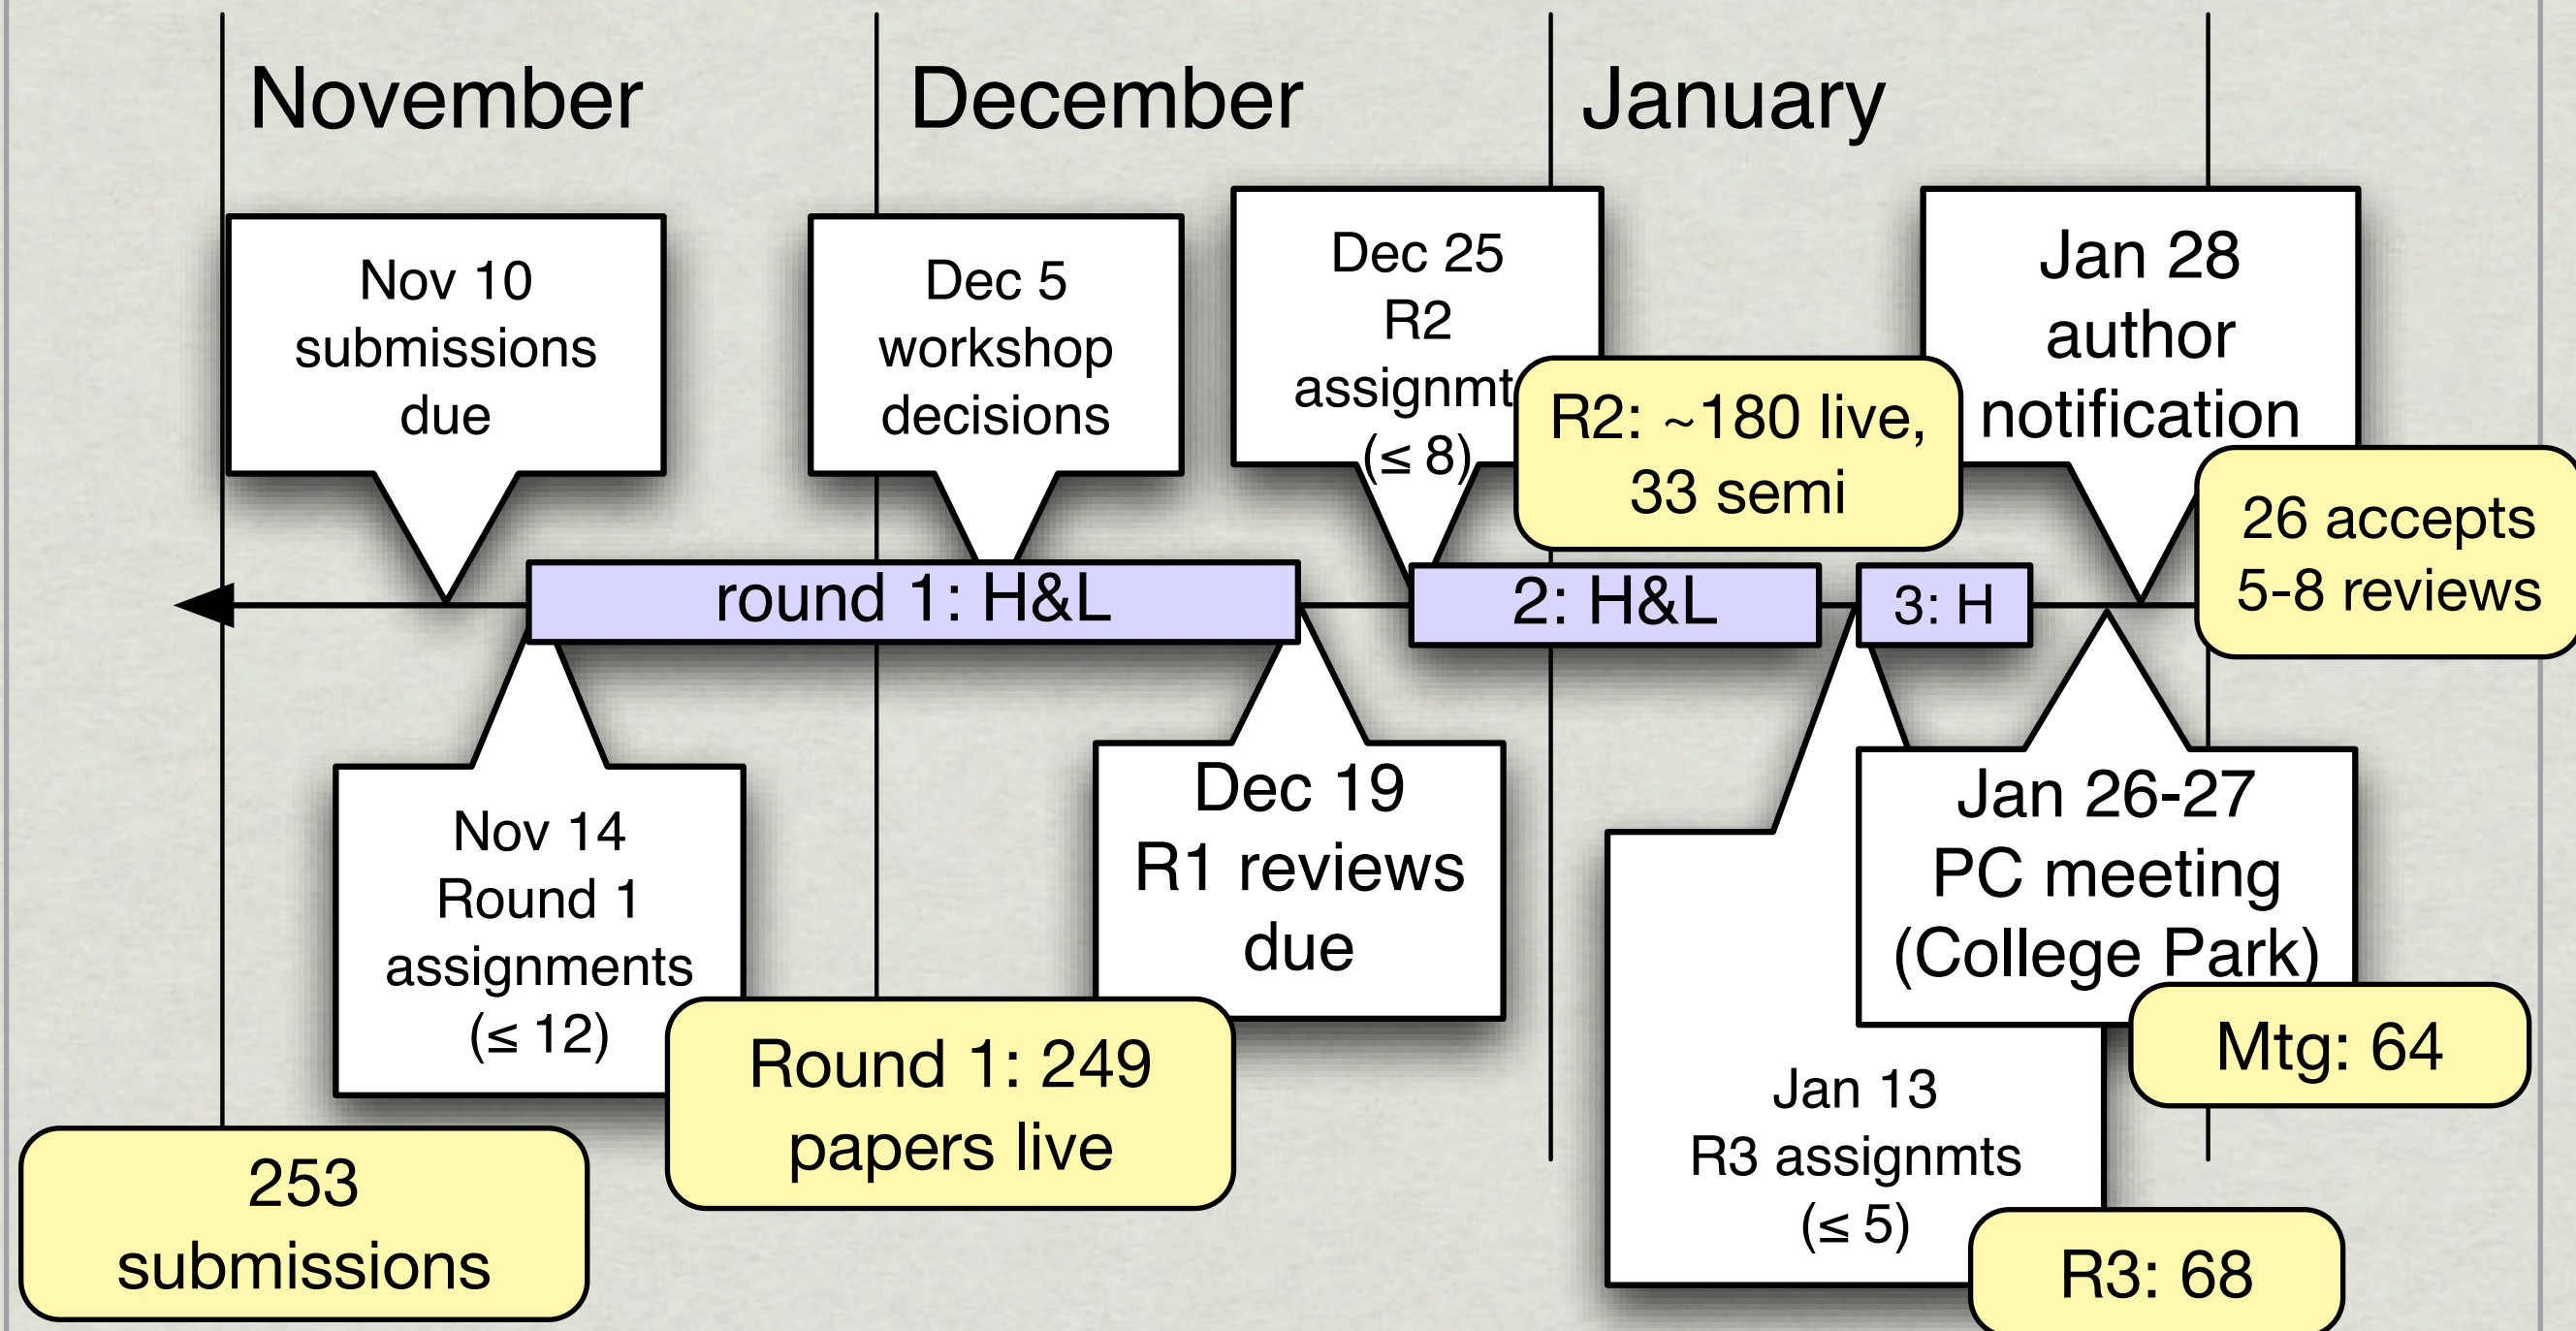 November
December
January
Nov 10
submissions
due
Dec 5
workshop
decisions
Dec 25
R2
assignmt
(≤ 8)
R2: ~180 live,
33 semi
Jan 28
author
notification
26 accepts
5-8 reviews
round 1: H&L
2: H&L
3: H
Nov 14
Round 1
assignments
(≤ 12)
Dec 19
R1 reviews
due
Jan 26-27
PC meeting
(College Park)
Mtg: 64
Round 1: 249
papers live
Jan 13
R3 assignmts
(≤ 5)
253
submissions
R3: 68